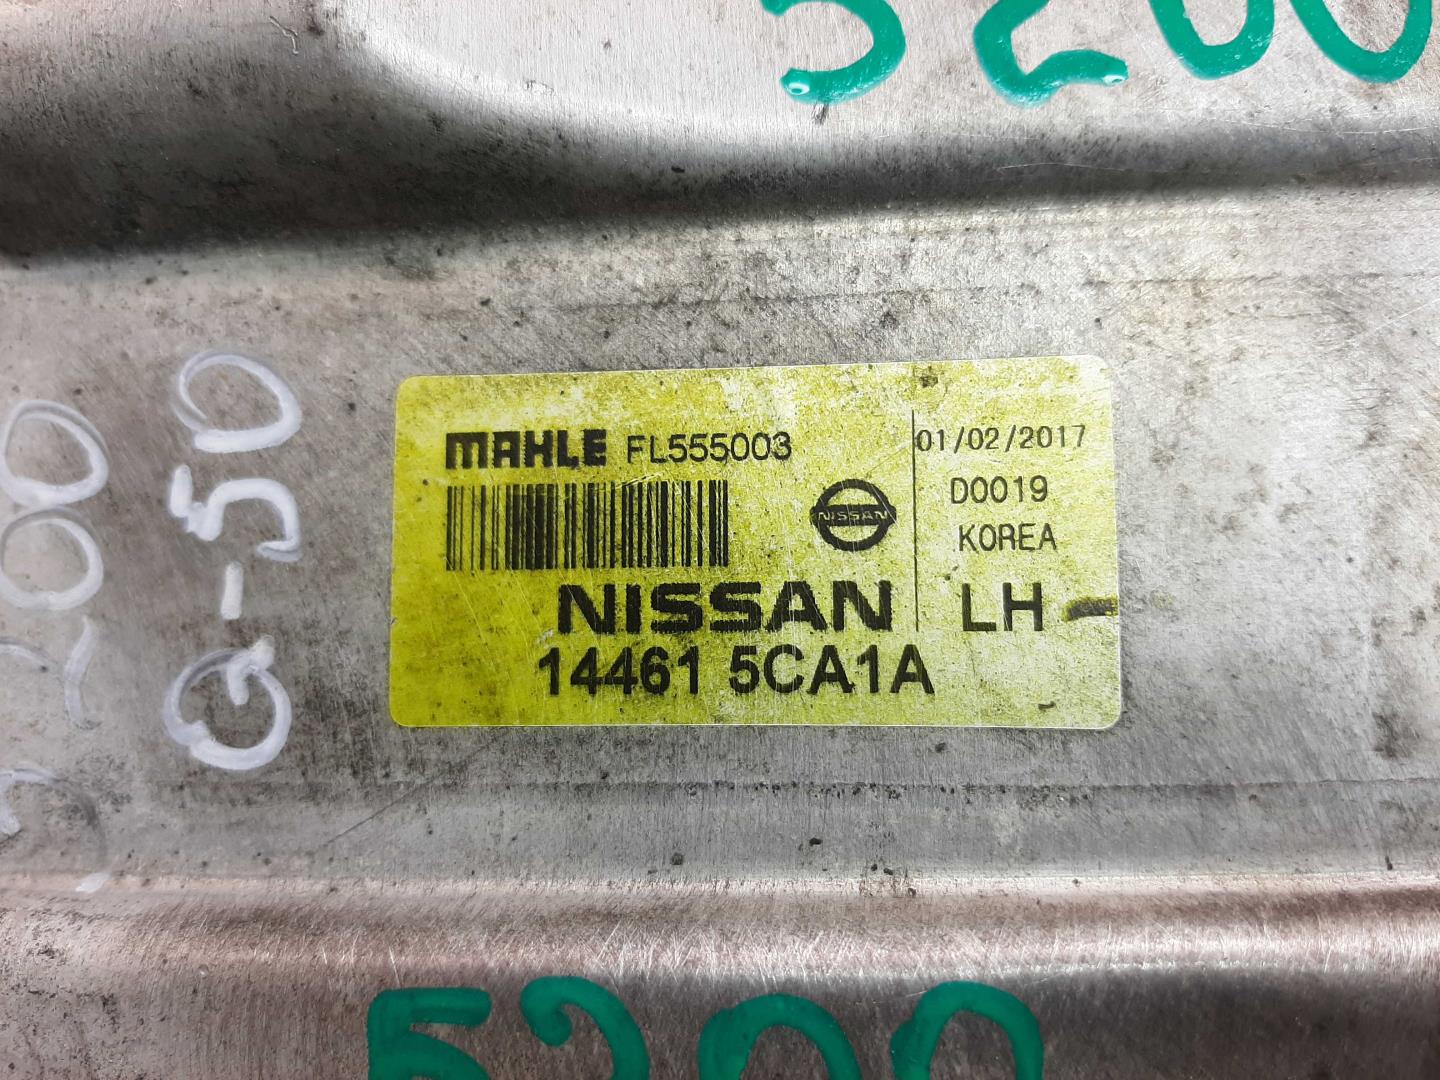 5200
Q-50
MAHLE FL555003
01/02/2017
D0019
NISSAN
KOREA
NISSAN
LH
14461 5CA1A
5200